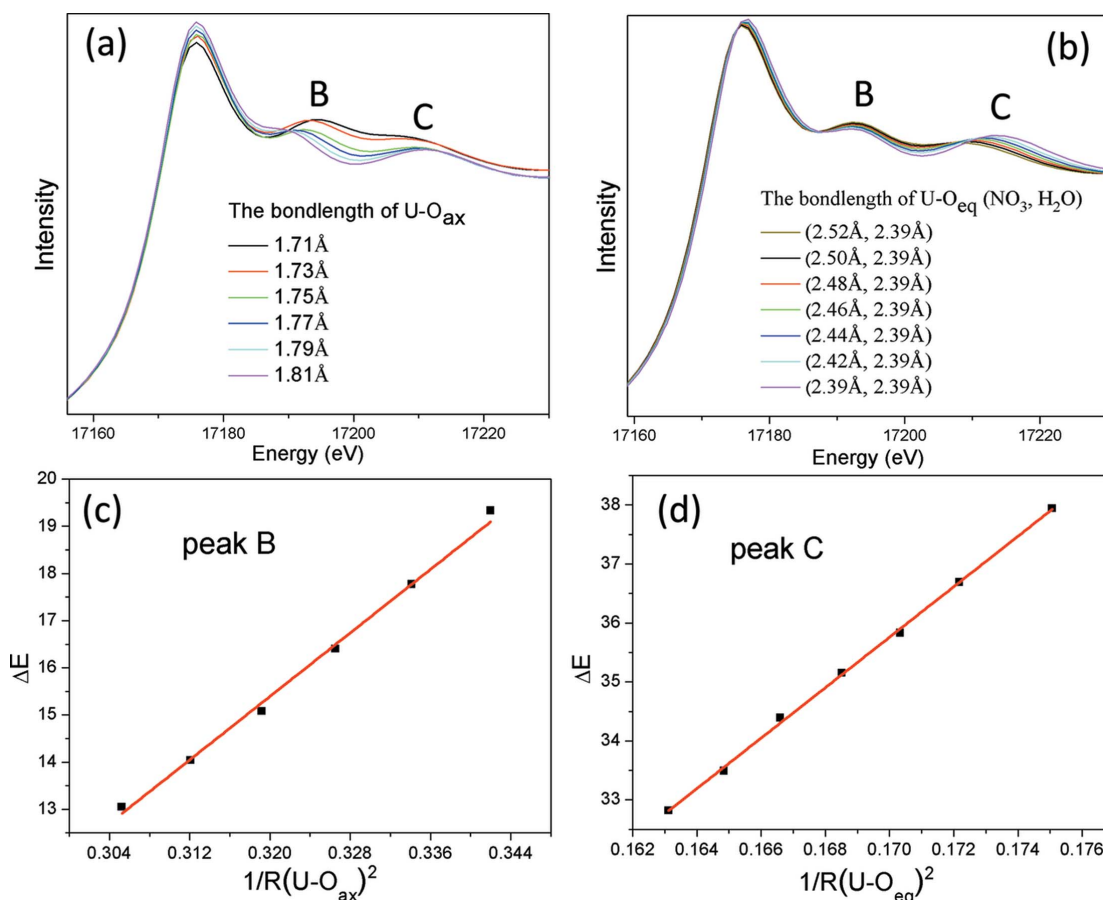 (a)
B
C
The bondlength of U-Oax
1.71Å
1.73Å
1.75Å
1.77Å
1.79Å
1.81Å
Intensity
17160 17180 17200 17220
Energy (eV)
(b)
B
C
The bondlength of U-Oeq (NO3, H2O)
(2.52Å, 2.39Å)
(2.50Å, 2.39Å)
(2.48Å, 2.39Å)
(2.46Å, 2.39Å)
(2.44Å, 2.39Å)
(2.42Å, 2.39Å)
(2.39Å, 2.39Å)
Intensity
17160 17180 17200 17220
Energy (eV)
(c)
peak B
20
19
18
17
16
15
14
13
ΔE
0.304 0.312 0.320 0.328 0.336 0.344
1/R(U-Oax)2
(d)
peak C
38
37
36
35
34
33
ΔE
0.162 0.164 0.166 0.168 0.170 0.172 0.174 0.176
1/R(U-Oeq)2